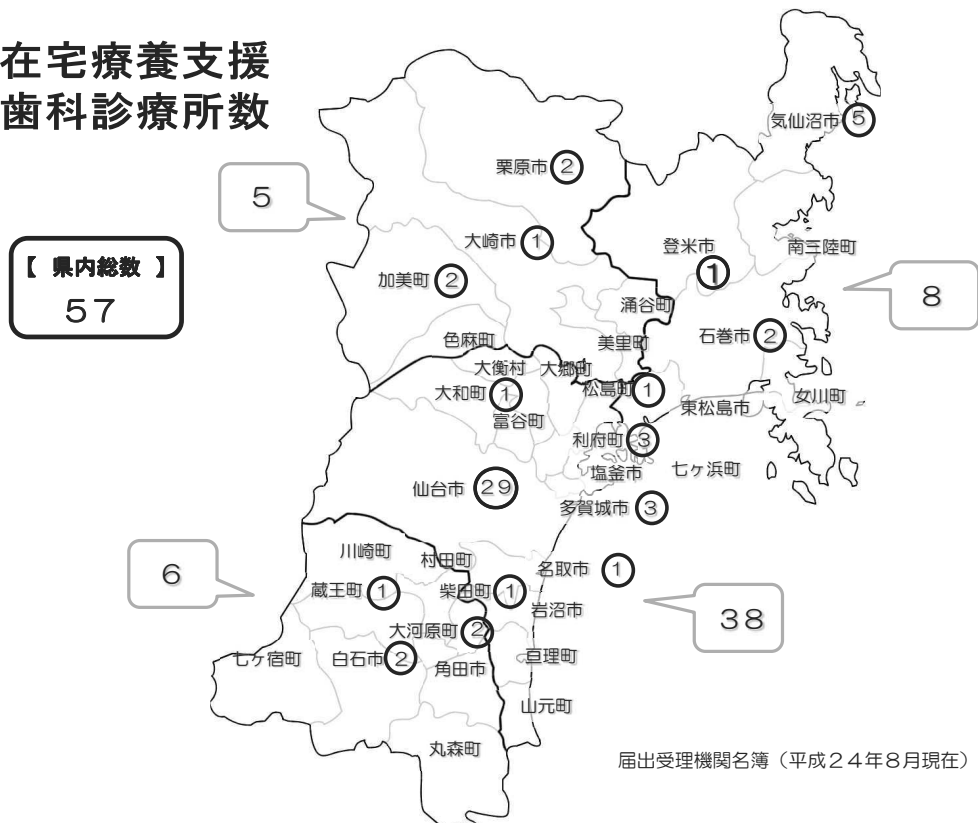 在宅療養支援
歯科診療所数
気仙沼市 ５
栗原市 ２
５
大崎市 １
登米市
１
南三陸町
【 県内総数 】
５７
加美町 ２
８
涌谷町
色麻町
美里町
石巻市 ２
大衡村
大郷町
大和町 １
松島町 １
女川町
東松島市
富谷町
利府町 ３
塩釜市
七ヶ浜町
仙台市 ２９
多賀城市 ３
川崎町
村田町
名取市 １
６
蔵王町 １
柴田町 １
岩沼市
３８
大河原町 ２
七ヶ宿町
白石市 ２
角田市
亘理町
山元町
丸森町
届出受理機関名簿（平成２４年８月現在）